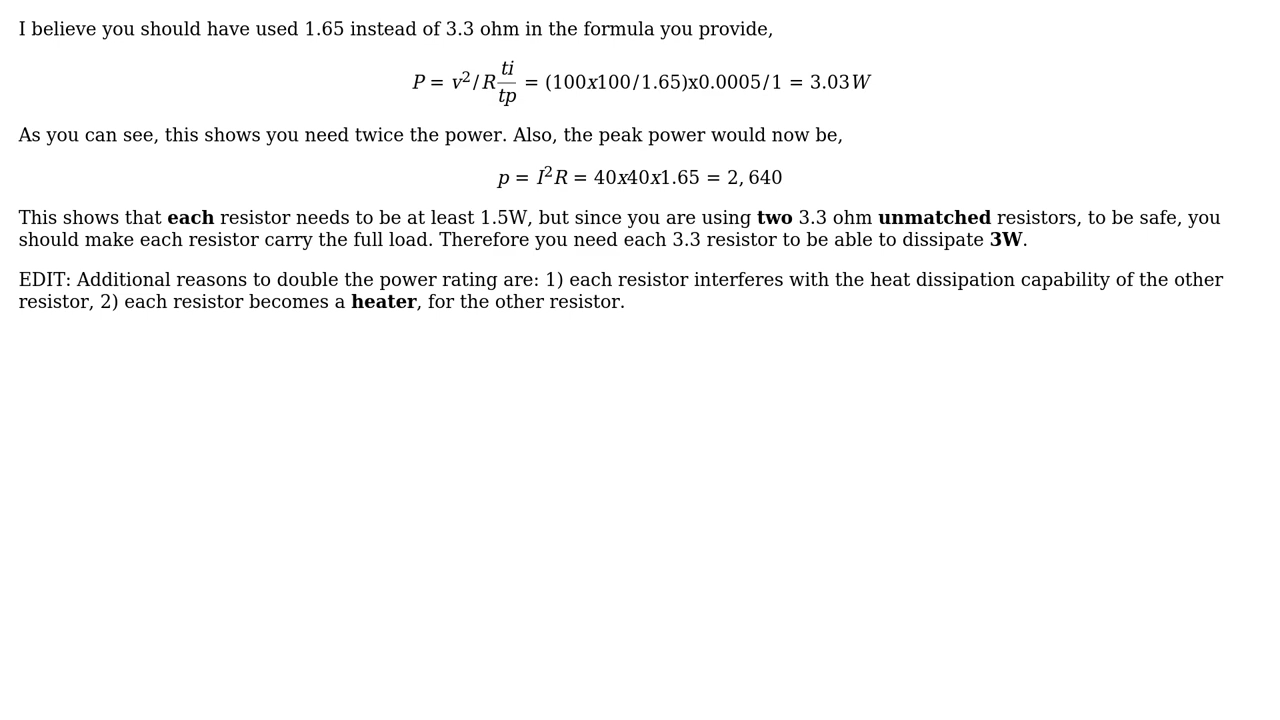 I believe you should have used 1.65 instead of 3.3 ohm in the formula you provide,
P = v²/R ti/tp = (100x100/1.65)x0.0005/1 = 3.03W
As you can see, this shows you need twice the power. Also, the peak power would now be,
p = I²R = 40x40x1.65 = 2,640
This shows that each resistor needs to be at least 1.5W, but since you are using two 3.3 ohm unmatched resistors, to be safe, you
should make each resistor carry the full load. Therefore you need each 3.3 resistor to be able to dissipate 3W.
EDIT: Additional reasons to double the power rating are: 1) each resistor interferes with the heat dissipation capability of the other
resistor, 2) each resistor becomes a heater, for the other resistor.